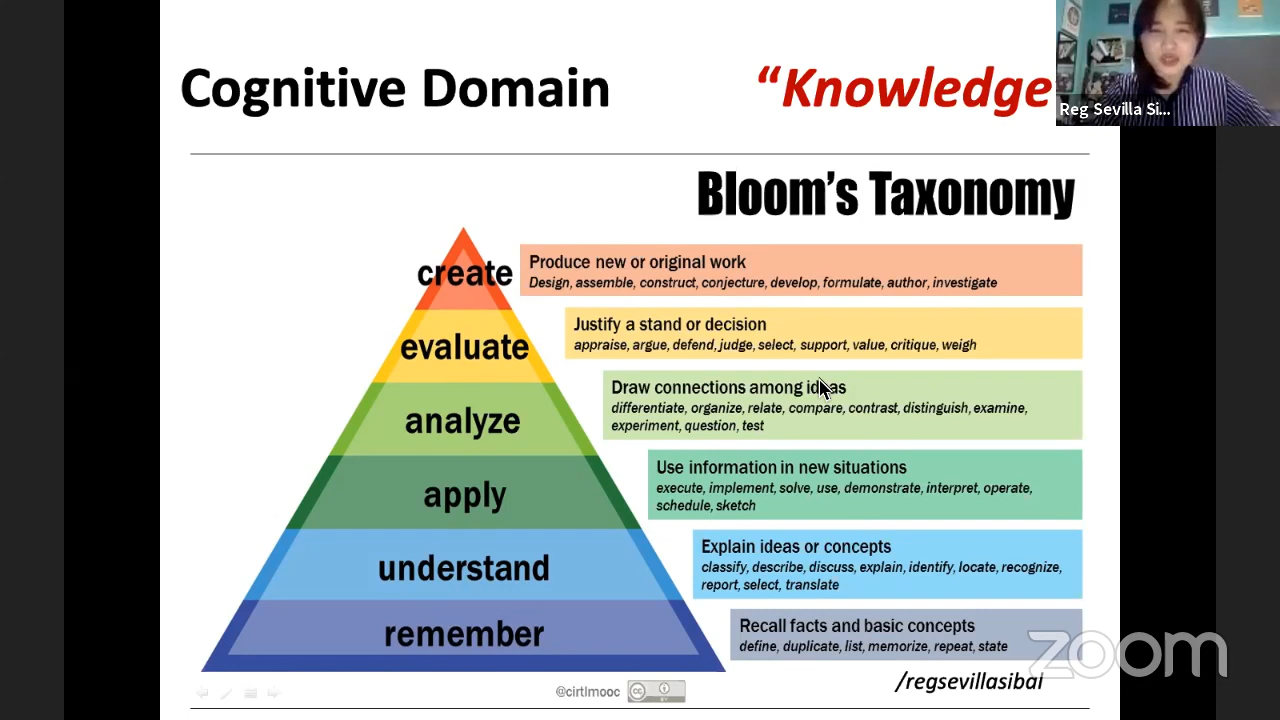 Cognitive Domain
“Knowledge
Reg Sevilla Si...
Bloom’s Taxonomy
create
Produce new or original work
Design, assemble, construct, conjecture, develop, formulate, author, investigate
evaluate
Justify a stand or decision
appraise, argue, defend, judge, select, support, value, critique, weigh
analyze
Draw connections among ideas
differentiate, organize, relate, compare, contrast, distinguish, examine,
experiment, question, test
apply
Use information in new situations
execute, implement, solve, use, demonstrate, interpret, operate,
schedule, sketch
understand
Explain ideas or concepts
classify, describe, discuss, explain, identify, locate, recognize,
report, select, translate
remember
Recall facts and basic concepts
define, duplicate, list, memorize, repeat, state
zoom
/regsevillasibal
@cirtlmooc
cc
BY